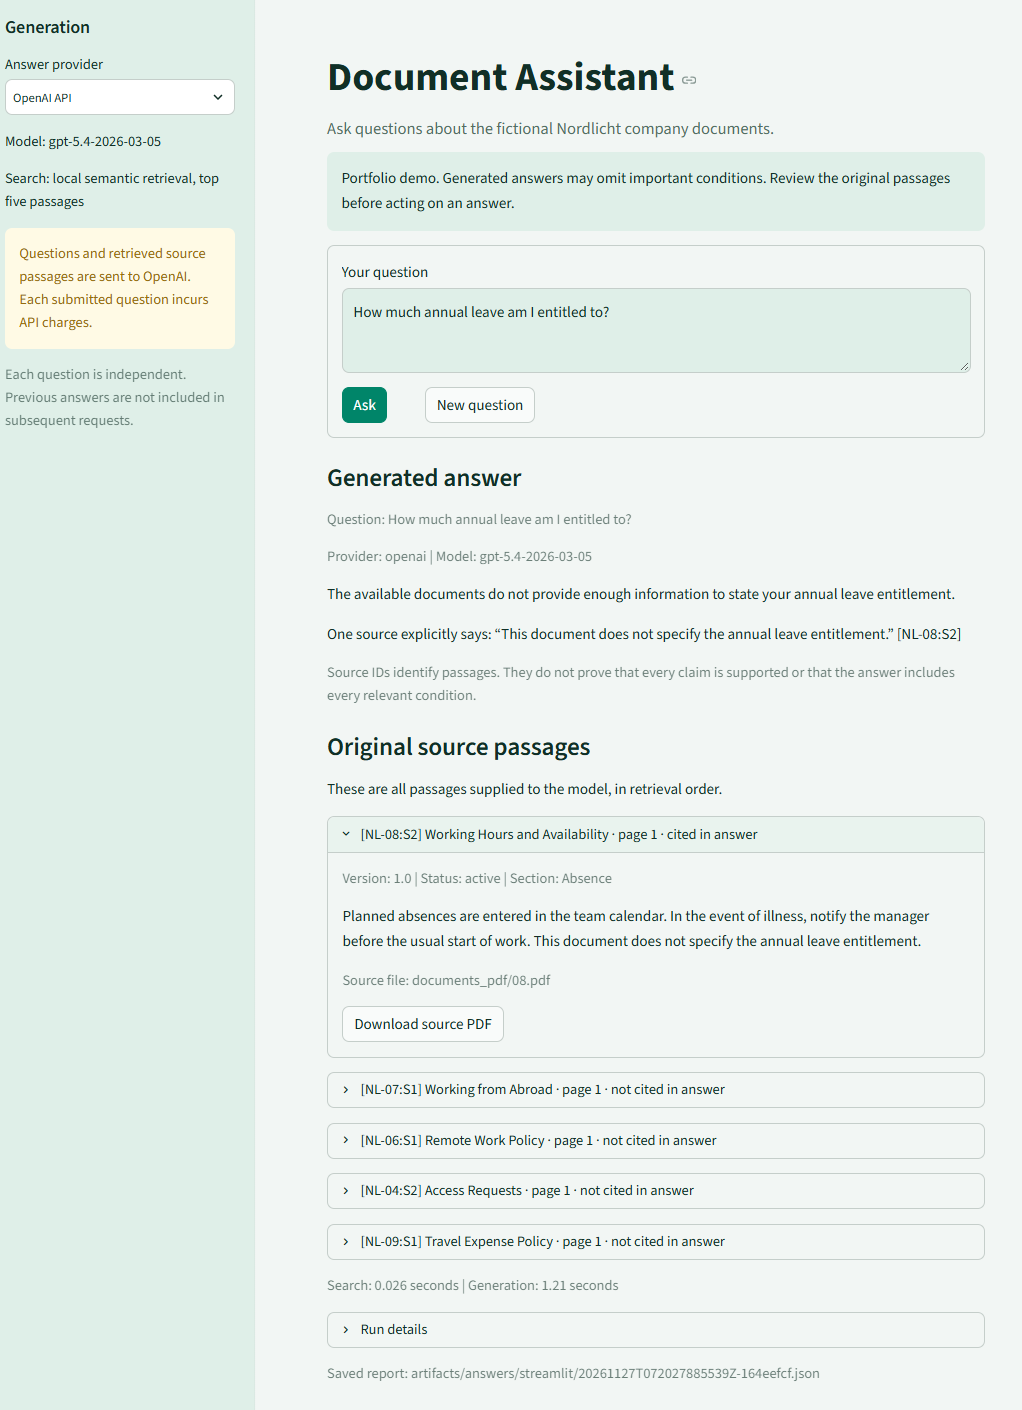 Generation
Answer provider
OpenAI API
Model: gpt-5.4-2026-03-05
Search: local semantic retrieval, top
five passages
Questions and retrieved source
passages are sent to OpenAI.
Each submitted question incurs
API charges.
Each question is independent.
Previous answers are not included in
subsequent requests.
Document Assistant
Ask questions about the fictional Nordlicht company documents.
Portfolio demo. Generated answers may omit important conditions. Review the original passages
before acting on an answer.
Your question
How much annual leave am I entitled to?
Ask
New question
Generated answer
Question: How much annual leave am I entitled to?
Provider: openai | Model: gpt-5.4-2026-03-05
The available documents do not provide enough information to state your annual leave entitlement.
One source explicitly says: “This document does not specify the annual leave entitlement.” [NL-08:S2]
Source IDs identify passages. They do not prove that every claim is supported or that the answer includes
every relevant condition.
Original source passages
These are all passages supplied to the model, in retrieval order.
[NL-08:S2] Working Hours and Availability · page 1 · cited in answer
Version: 1.0 | Status: active | Section: Absence
Planned absences are entered in the team calendar. In the event of illness, notify the manager
before the usual start of work. This document does not specify the annual leave entitlement.
Source file: documents_pdf/08.pdf
Download source PDF
[NL-07:S1] Working from Abroad · page 1 · not cited in answer
[NL-06:S1] Remote Work Policy · page 1 · not cited in answer
[NL-04:S2] Access Requests · page 1 · not cited in answer
[NL-09:S1] Travel Expense Policy · page 1 · not cited in answer
Search: 0.026 seconds | Generation: 1.21 seconds
Run details
Saved report: artifacts/answers/streamlit/20261127T072027885539Z-164eefcf.json